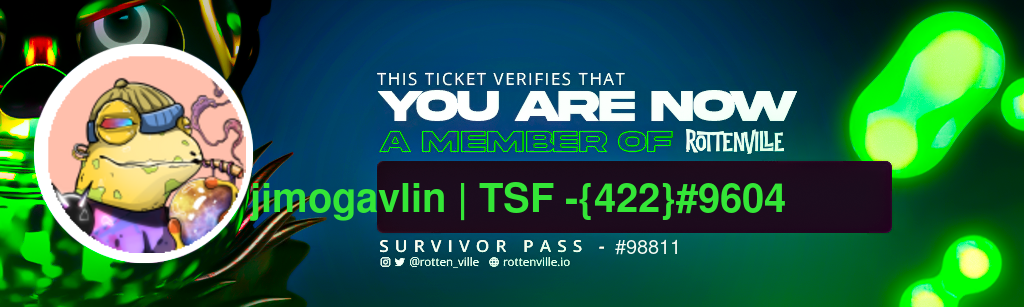 THIS TICKET VERIFIES THAT
YOU ARE NOW
A MEMBER OF ROTTENVILLE
jimogavlin | TSF -{422}#9604
SURVIVOR PASS - #98811
@rotten_ville rottenville.io